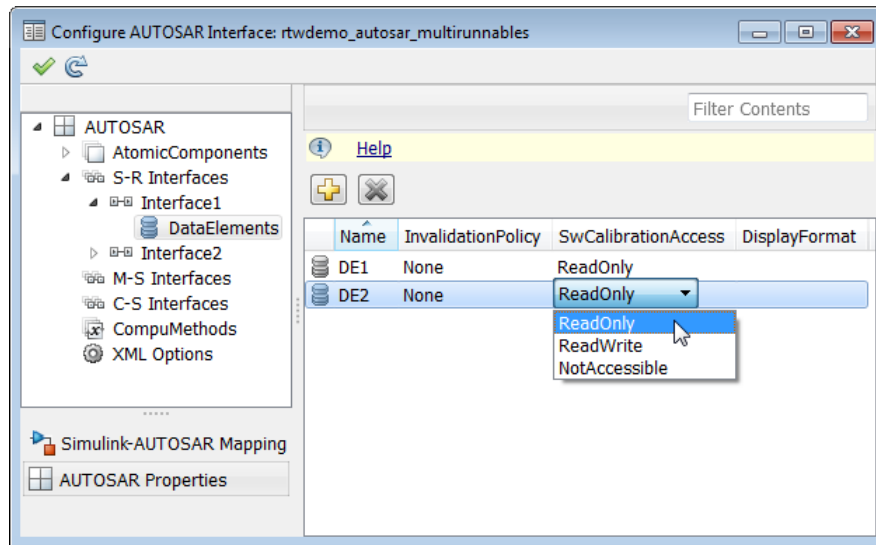 Configure AUTOSAR Interface: rtwdemo_autosar_multirunnables
Filter Contents
AUTOSAR
AtomicComponents
S-R Interfaces
Interface1
DataElements
Interface2
M-S Interfaces
C-S Interfaces
CompuMethods
XML Options
Simulink-AUTOSAR Mapping
AUTOSAR Properties
Help
Name InvalidationPolicy SwCalibrationAccess DisplayFormat
DE1 None ReadOnly
DE2 None ReadOnly
ReadOnly
ReadWrite
NotAccessible